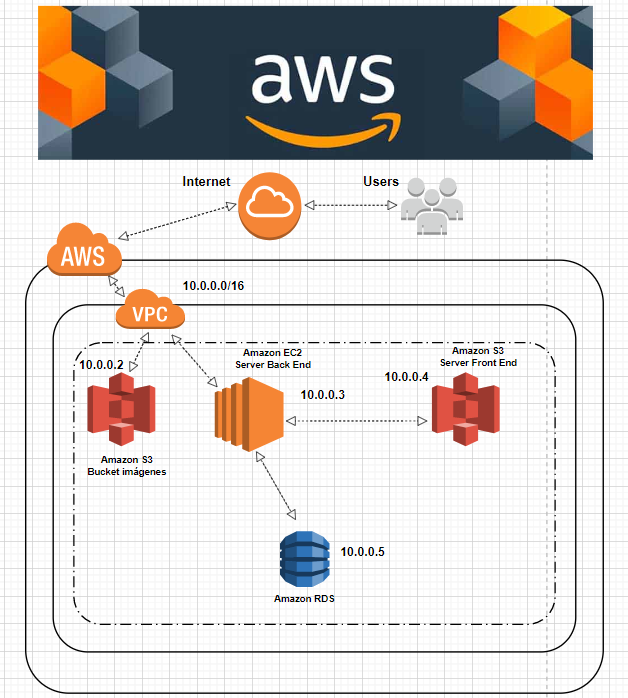 aws
Internet
Users
AWS
10.0.0.0/16
VPC
10.0.0.2
Amazon EC2
Server Back End
Amazon S3
Server Front End
10.0.0.3
10.0.0.4
Amazon S3
Bucket imágenes
10.0.0.5
Amazon RDS